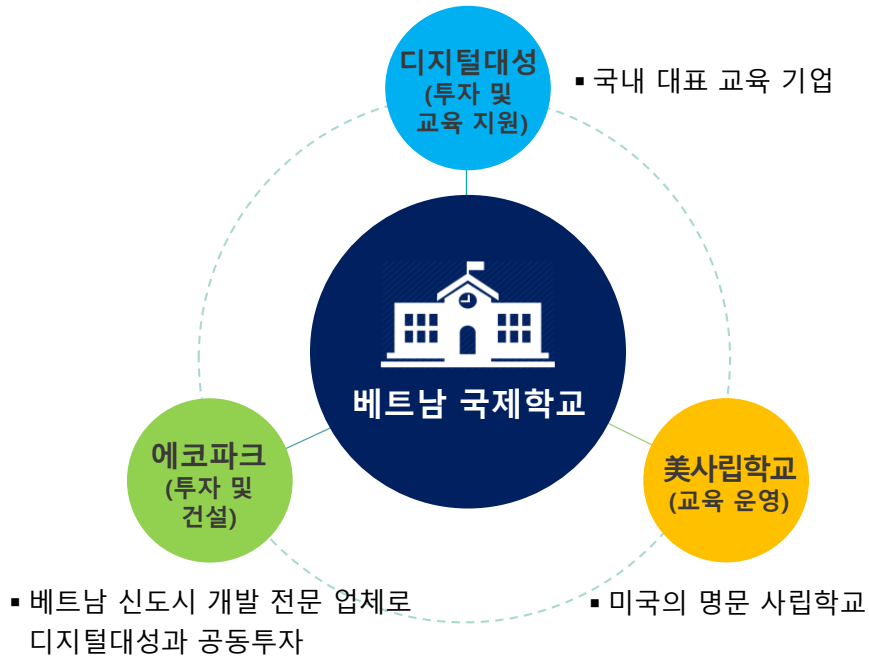 디지털대성
(투자 및
교육 지원)
▪ 국내 대표 교육 기업
베트남 국제학교
에코파크
(투자 및
건설)
美사립학교
(교육 운영)
▪ 베트남 신도시 개발 전문 업체로
디지털대성과 공동투자
▪ 미국의 명문 사립학교